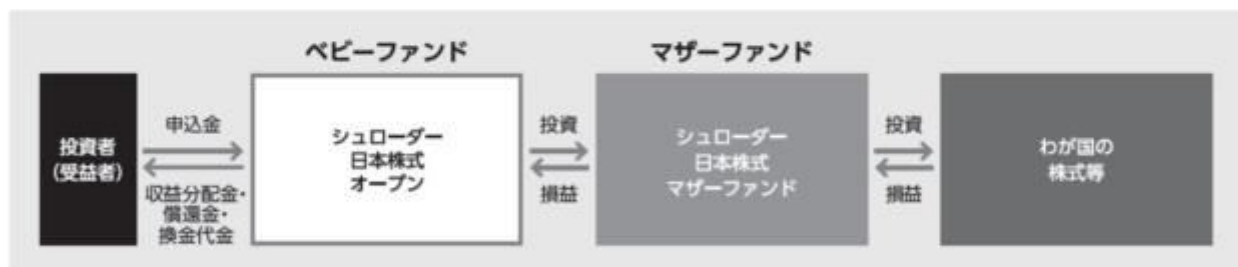 ベビーファンド
マザーファンド
投資者
(受益者)
申込金
収益分配金・
償還金・
換金代金
シュローダー
日本株式
オープン
投資
損益
シュローダー
日本株式
マザーファンド
投資
損益
わが国の
株式等